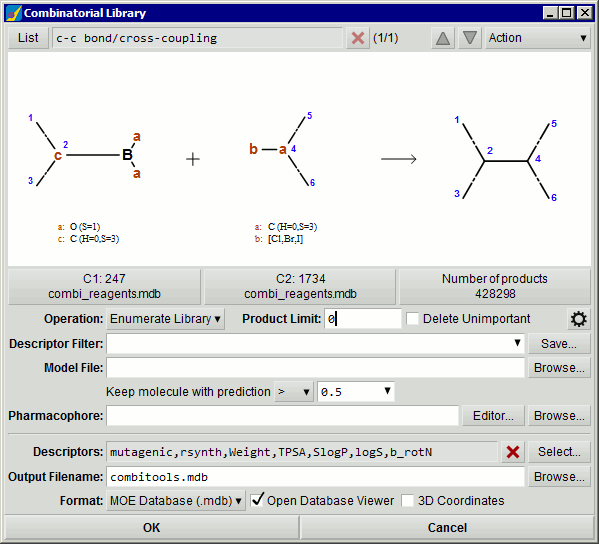 Combinatorial Library
List c-c bond/cross-coupling (1/1) Action
1 2 3 c B a a + b a 4 5 6 1 2 3 4 5 6
a: O (S=1) a: C (H=0,S=3)
c: C (H=0,S=3) b: [Cl,Br,I]
C1: 247 C2: 1734 Number of products
combi_reagents.mdb combi_reagents.mdb 428298
Operation: Enumerate Library Product Limit: 0 Delete Unimportant
Descriptor Filter: Save...
Model File: Browse...
Keep molecule with prediction > 0.5
Pharmacophore: Editor... Browse...
Descriptors: mutagenic,rsynth,Weight,TPSA,SlogP,logS,b_rotN Select...
Output Filename: combitools.mdb Browse...
Format: MOE Database (.mdb) Open Database Viewer 3D Coordinates
OK Cancel